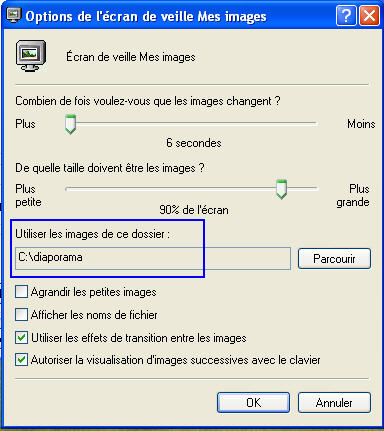 Options de l'écran de veille Mes images
Écran de veille Mes images
Combien de fois voulez-vous que les images changent ?
Plus
Moins
6 secondes
De quelle taille doivent être les images ?
Plus petite
Plus grande
90% de l'écran
Utiliser les images de ce dossier :
C:\diaporama
Parcourir
Agrandir les petites images
Afficher les noms de fichier
Utiliser les effets de transition entre les images
Autoriser la visualisation d'images successives avec le clavier
OK
Annuler